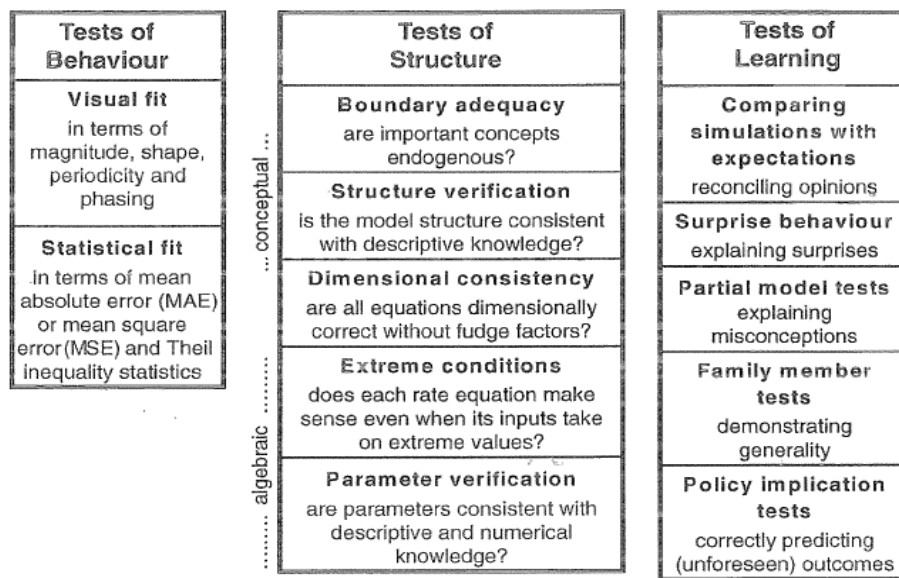 Tests of
Behaviour
Visual fit
in terms of
magnitude, shape,
periodicity and
phasing
Statistical fit
in terms of mean
absolute error (MAE)
or mean square
error(MSE) and Theil
inequality statistics
... conceptual ...
......... algebraic .........
Tests of
Structure
Boundary adequacy
are important concepts
endogenous?
Structure verification
is the model structure consistent
with descriptive knowledge?
Dimensional consistency
are all equations dimensionally
correct without fudge factors?
Extreme conditions
does each rate equation make
sense even when its inputs take
on extreme values?
Parameter verification
are parameters consistent with
descriptive and numerical
knowledge?
Tests of
Learning
Comparing
simulations with
expectations
reconciling opinions
Surprise behaviour
explaining surprises
Partial model tests
explaining
misconceptions
Family member
tests
demonstrating
generality
Policy implication
tests
correctly predicting
(unforeseen) outcomes